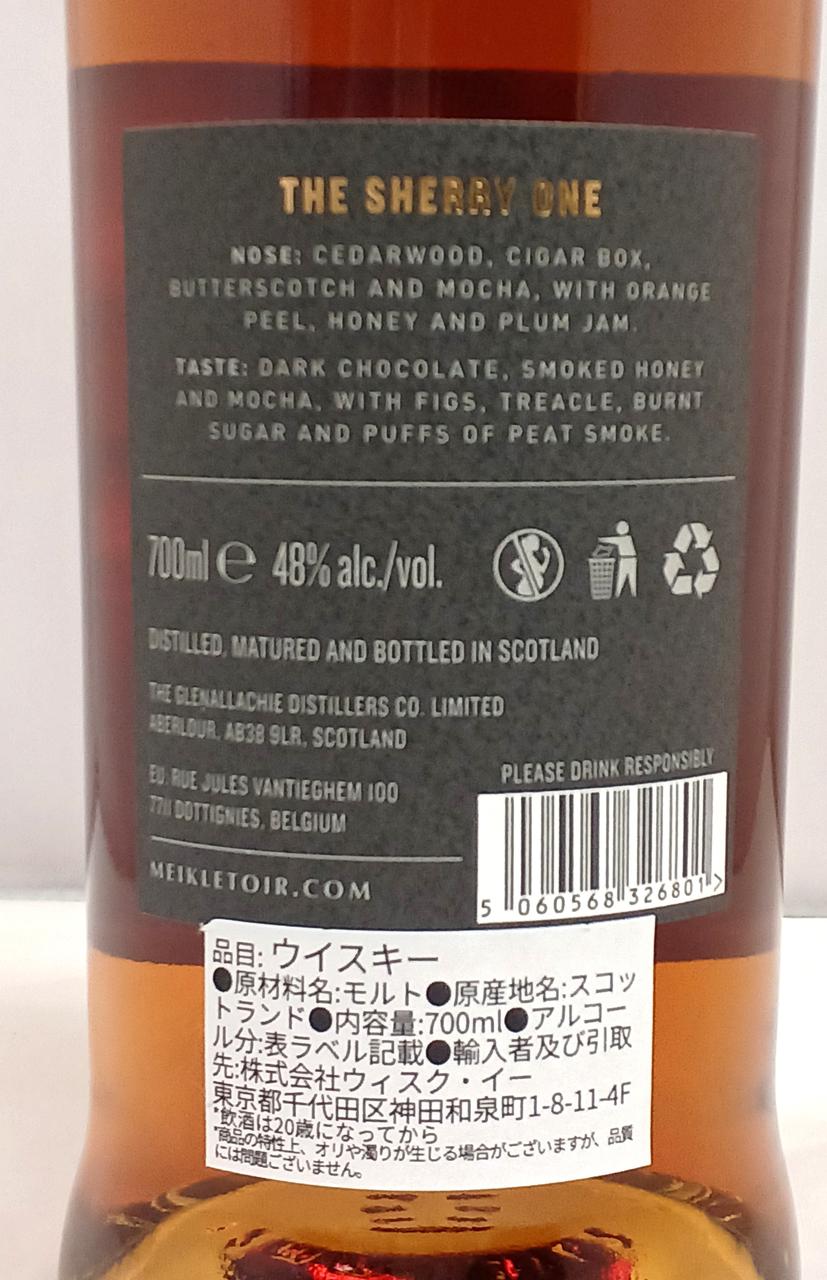 THE SHERRY ONE
NOSE: CEDARWOOD, CIGAR BOX,
BUTTERSCOTCH AND MOCHA, WITH ORANGE
PEEL, HONEY AND PLUM JAM.
TASTE: DARK CHOCOLATE, SMOKED HONEY
AND MOCHA, WITH FIGS, TREACLE, BURNT
SUGAR AND PUFFS OF PEAT SMOKE.
700ml e 48% alc./vol.
DISTILLED, MATURED AND BOTTLED IN SCOTLAND
THE GLENALLACHIE DISTILLERS CO. LIMITED
ABERLOUR, AB38 9LR, SCOTLAND
EU: RUE JULES VANTIEGHEM 100
7711 DOTTIGNIES, BELGIUM
PLEASE DRINK RESPONSIBLY
MEIKLETOIR.COM
5 060568 326801 >
品目: ウイスキー
●原材料名:モルト●原産地名:スコッ
トランド●内容量:700ml●アルコー
ル分:表ラベル記載●輸入者及び引取
先:株式会社ウィスク・イー
東京都千代田区神田和泉町1-8-11-4F
*飲酒は20歳になってから
*商品の特性上、オリや濁りが生じる場合がございますが、品質
には問題ございません。